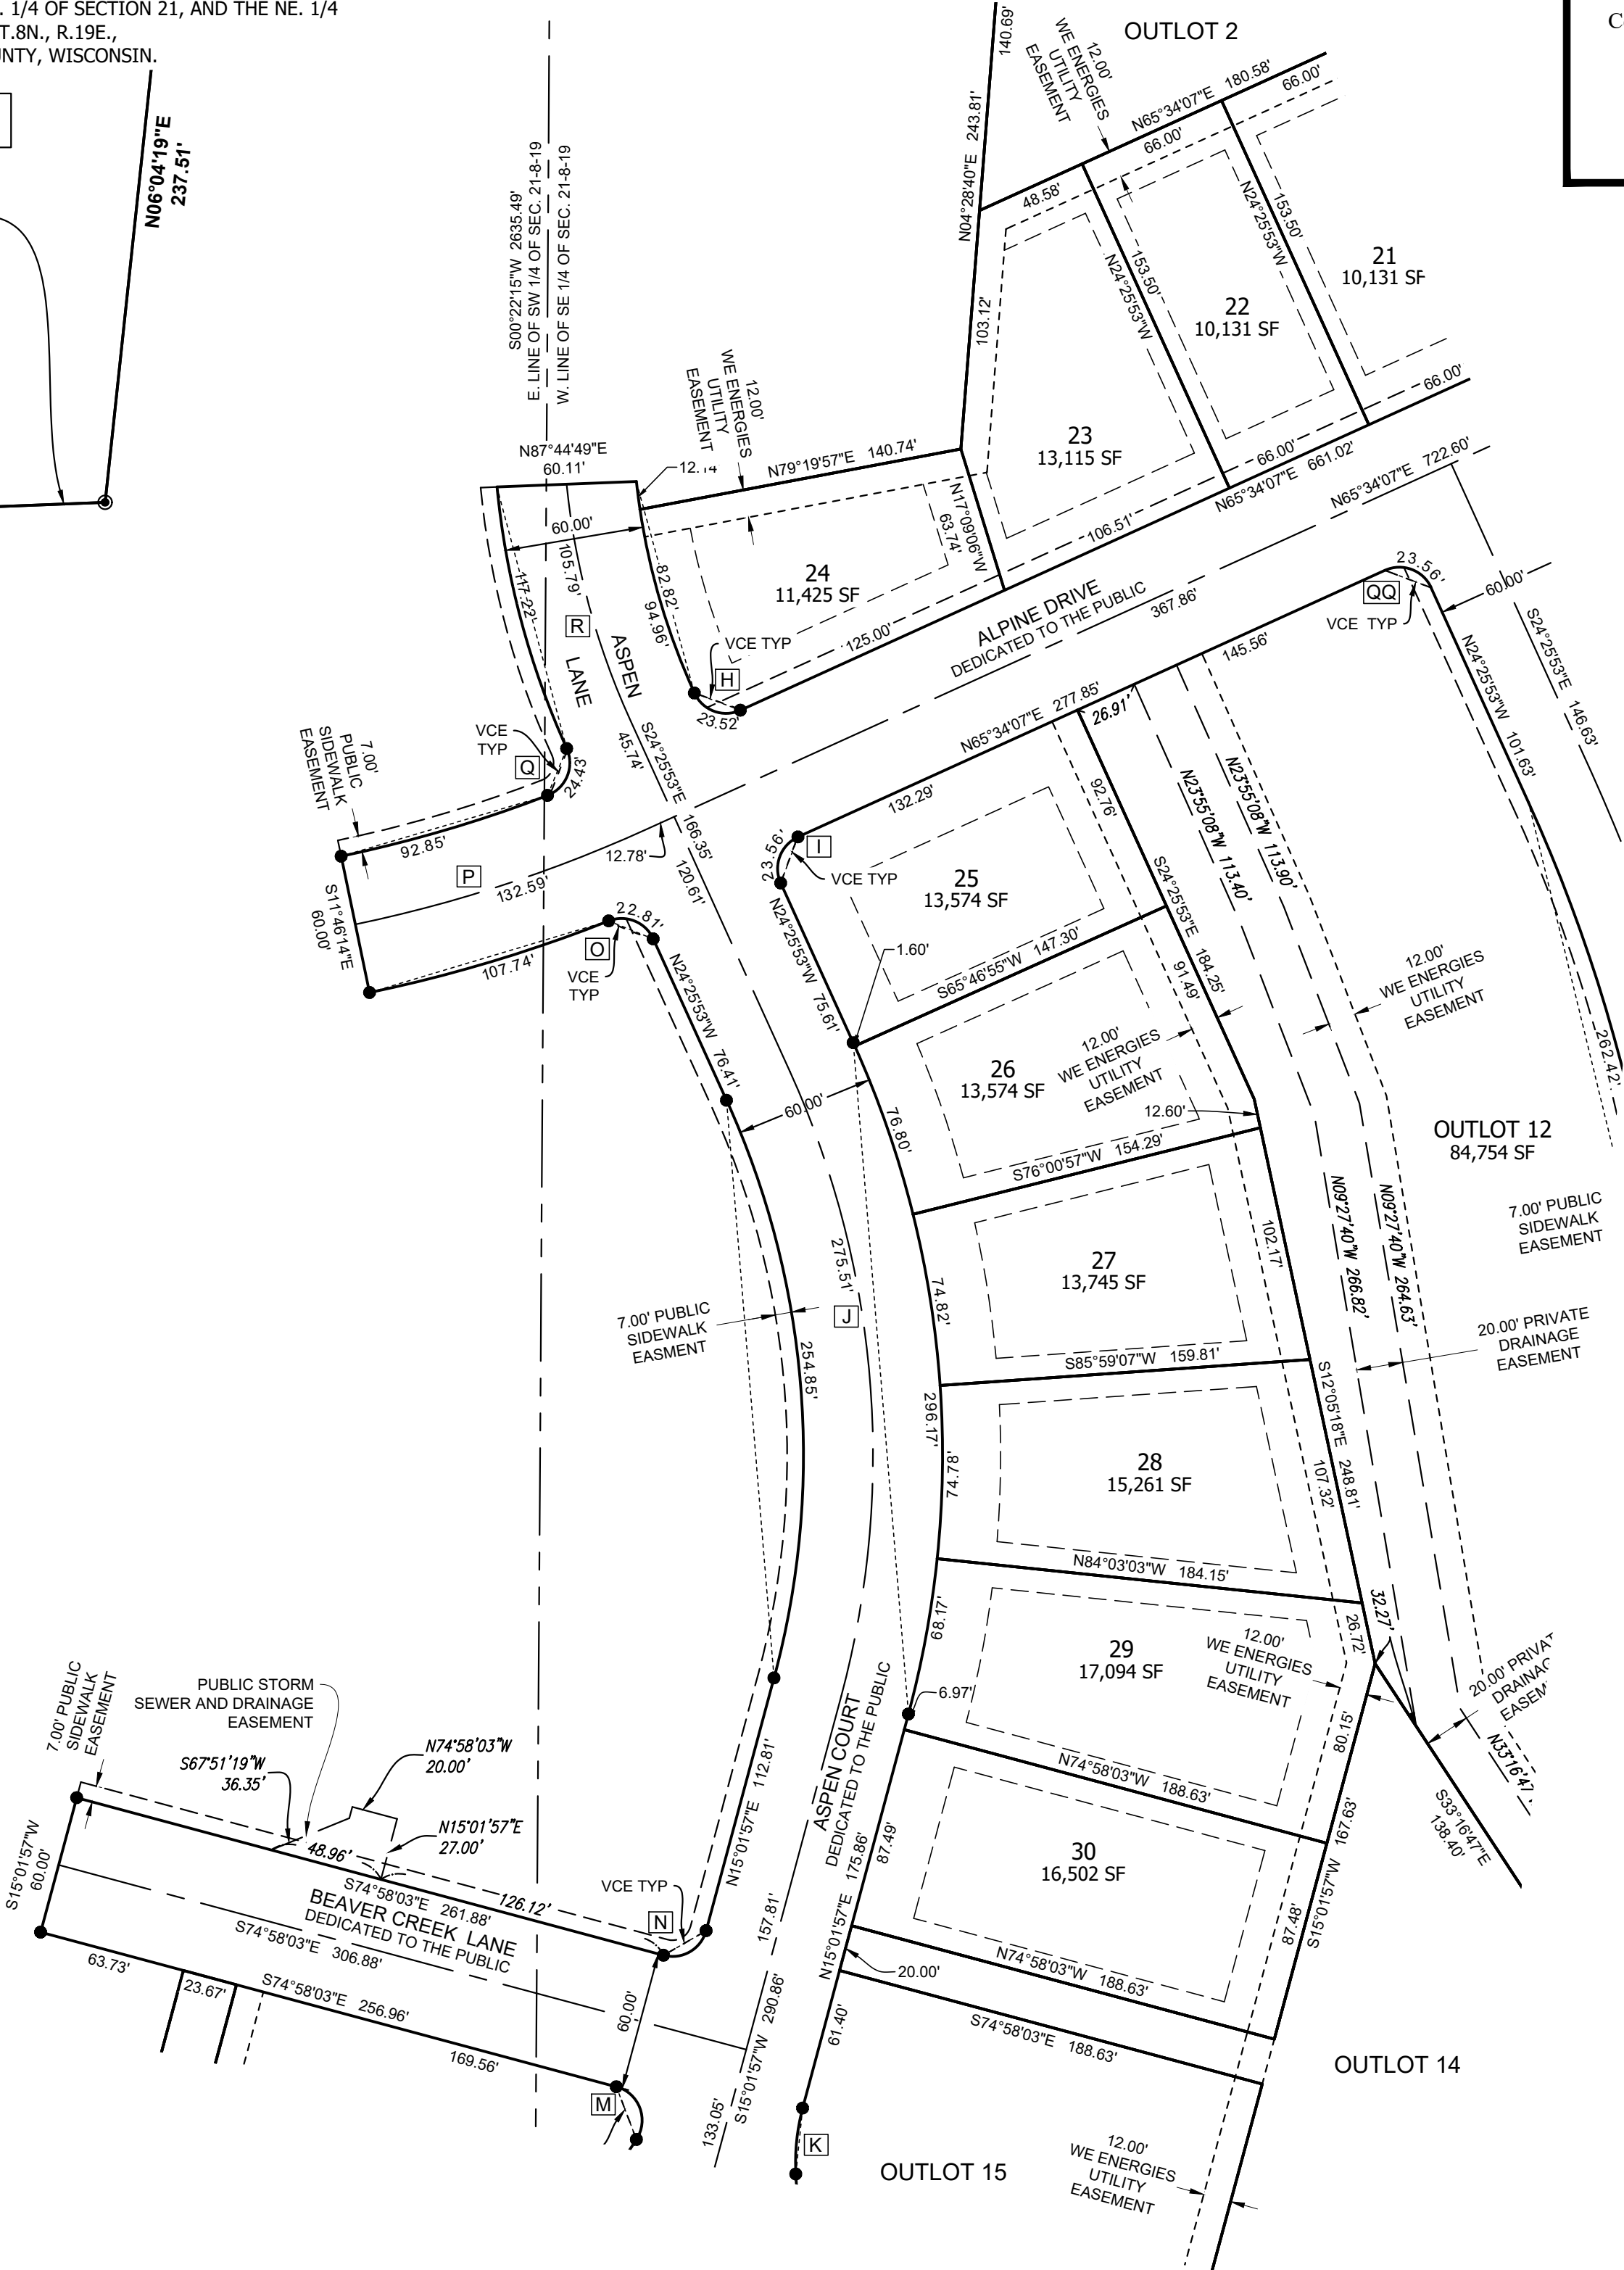 . 1/4 OF SECTION 21, AND THE NE. 1/4
T.8N., R.19E.,
NTY, WISCONSIN.
N06°04'19"E
237.51'
C
S00°22'15"W 2635.49'
E. LINE OF SW 1/4 OF SEC. 21-8-19
W. LINE OF SE 1/4 OF SEC. 21-8-19
140.69'
N04°28'40"E 243.81'
103.12'
OUTLOT 2
12.00'
WE ENERGIES
UTILITY
EASEMENT
N65°34'07"E 180.58'
66.00'
66.00'
48.58'
N24°25'53"W
153.50'
N24°25'53"W
153.50'
21
10,131 SF
22
10,131 SF
23
13,115 SF
66.00'
66.00'
N65°34'07"E 661.02'
106.51'
N65°34'07"E 722.60'
N87°44'49"E
60.11'
12.
12.00'
WE ENERGIES
UTILITY
EASEMENT
N79°19'57"E 140.74'
N17°09'06"W
63.74'
60.00'
117.22'
105.79'
R
ASPEN
LANE
82.82'
94.96'
24
11,425 SF
VCE TYP
H
23.52'
125.00'
ALPINE DRIVE
DEDICATED TO THE PUBLIC
367.86'
23.56'
QQ
VCE TYP
60.00'
S24°25'53"E 146.63'
N24°25'53"W 101.63'
262.42'
145.56'
N65°34'07"E 277.85'
26.91'
VCE
TYP
Q
24.43'
7.00'
PUBLIC
SIDEWALK
EASEMENT
92.85'
S24°25'53"E 166.35'
45.74'
120.61'
12.78'
P
132.59'
S11°46'14"E
60.00'
107.74'
22.81'
O
VCE
TYP
N24°25'53"W 76.41'
132.29'
23.56'
I
VCE TYP
25
13,574 SF
N24°25'53"W 75.61'
1.60'
S65°46'55"W 147.30'
92.76'
S24°25'53"E 184.25'
91.49'
N23°55'08"W 113.40'
N23°55'08"W 113.90'
12.00'
WE ENERGIES
UTILITY
EASEMENT
12.00'
WE ENERGIES
UTILITY
EASEMENT
26
13,574 SF
12.60'
60.00'
76.80'
S76°00'57"W 154.29'
OUTLOT 12
84,754 SF
7.00' PUBLIC
SIDEWALK
EASEMENT
20.00' PRIVATE
DRAINAGE
EASEMENT
N09°27'40"W 266.82'
N09°27'40"W 264.63'
102.17'
27
13,745 SF
275.51'
J
74.82'
7.00' PUBLIC
SIDEWALK
EASMENT
254.85'
S85°59'07"W 159.81'
S12°05'18"E 248.81'
296.17'
28
15,261 SF
74.78'
107.32'
N84°03'03"W 184.15'
68.17'
29
17,094 SF
12.00'
WE ENERGIES
UTILITY
EASEMENT
26.72'
32.27'
20.00' PRIVAT
DRAINAG
EASEM
N33°16'47
S33°16'47"E
138.40'
80.15'
6.97'
N74°58'03"W 188.63'
S15°01'57"W 167.63'
ASPEN COURT
DEDICATED TO THE PUBLIC
87.49'
30
16,502 SF
87.48'
N15°01'57"E 175.86'
N74°58'03"W 188.63'
20.00'
S74°58'03"E 188.63'
61.40'
157.81'
S15°01'57"W 290.86'
133.05'
K
OUTLOT 14
OUTLOT 15
12.00'
WE ENERGIES
UTILITY
EASEMENT
N15°01'57"E 112.81'
7.00' PUBLIC
SIDEWALK
EASEMENT
PUBLIC STORM
SEWER AND DRAINAGE
EASEMENT
S67°51'19"W
36.35'
N74°58'03"W
20.00'
N15°01'57"E
27.00'
48.96'
126.12'
VCE TYP
N
S74°58'03"E 261.88'
BEAVER CREEK LANE
DEDICATED TO THE PUBLIC
S15°01'57"W
60.00'
S74°58'03"E 306.88'
63.73'
23.67'
S74°58'03"E 256.96'
169.56'
60.00'
M